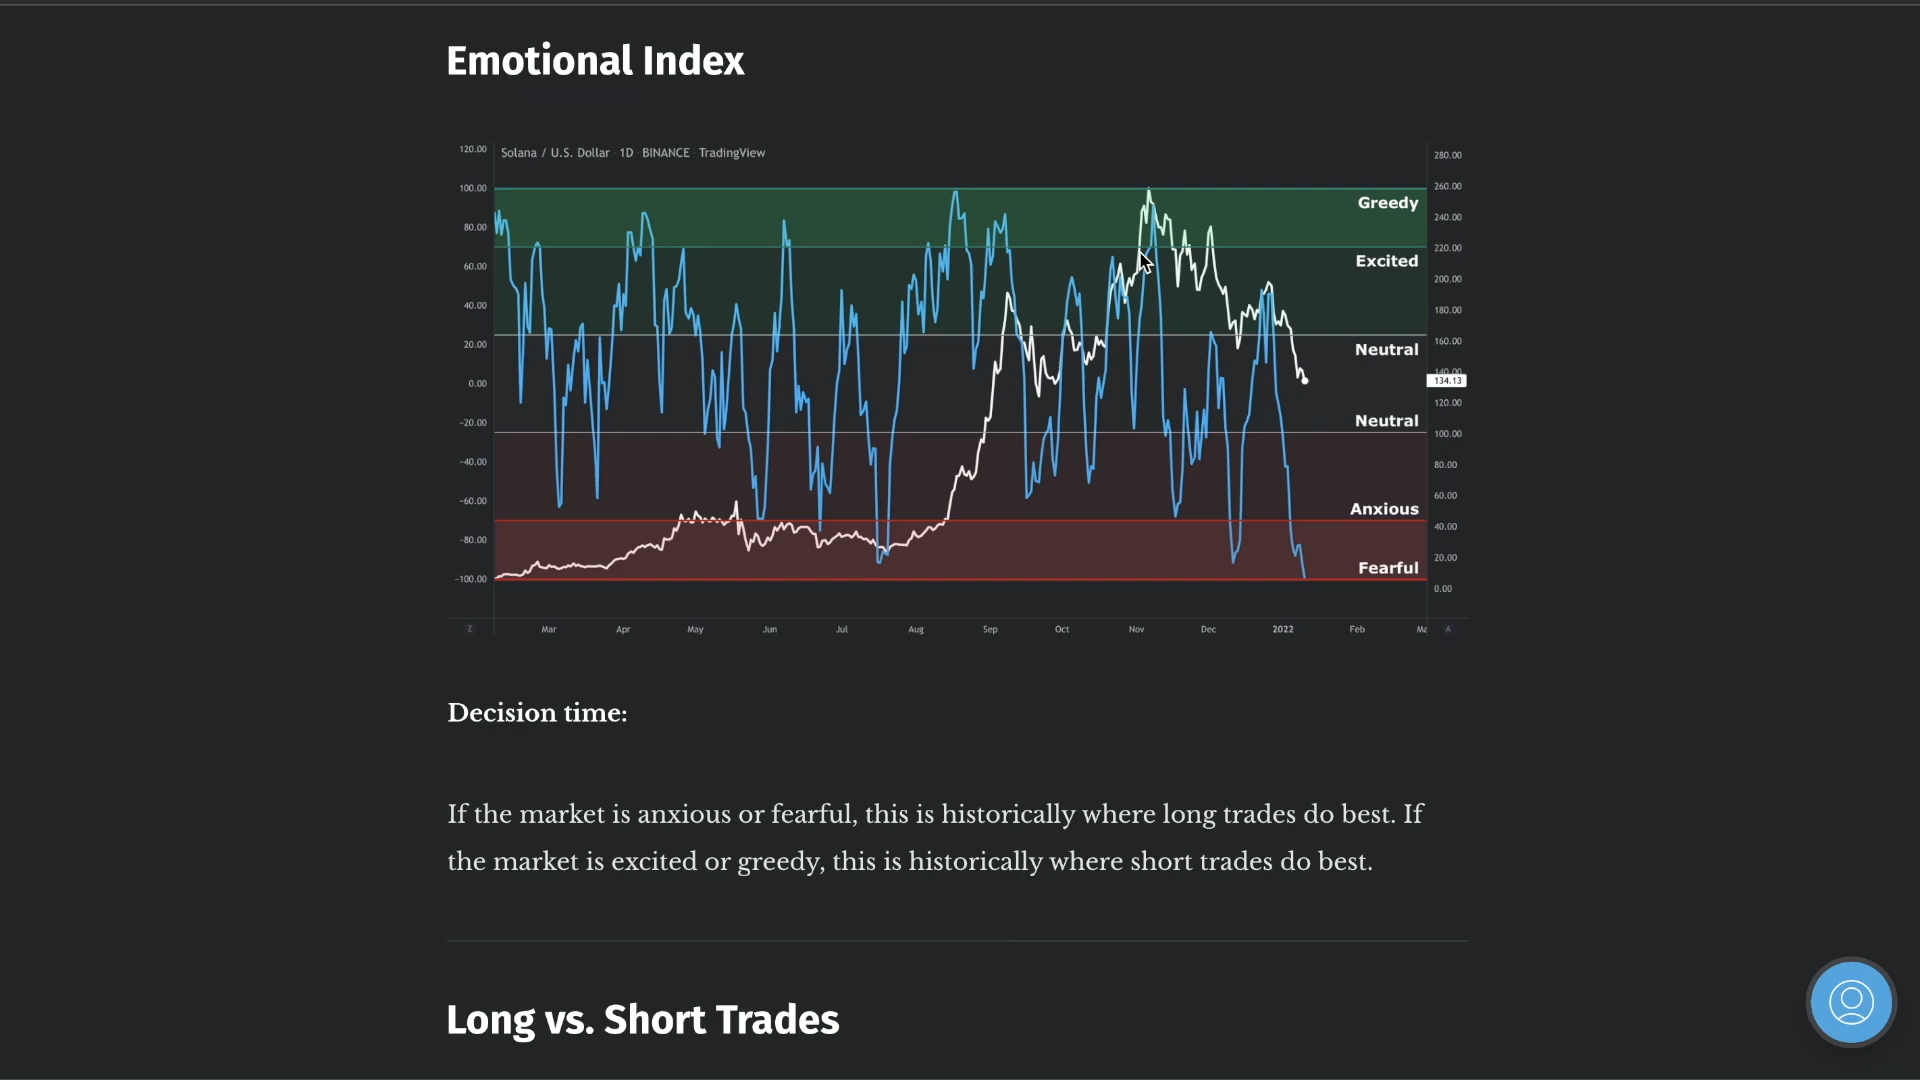 Emotional Index
Solana / U.S. Dollar 1D BINANCE TradingView
120.00
100.00
80.00
60.00
40.00
20.00
0.00
−20.00
−40.00
−60.00
−80.00
−100.00
Greedy
Excited
Neutral
Neutral
Anxious
Fearful
280.00
260.00
240.00
220.00
200.00
180.00
160.00
140.00
134.13
120.00
100.00
80.00
60.00
40.00
20.00
0.00
Z Mar Apr May Jun Jul Aug Sep Oct Nov Dec 2022 Feb Ma A
Decision time:
If the market is anxious or fearful, this is historically where long trades do best. If
the market is excited or greedy, this is historically where short trades do best.
Long vs. Short Trades